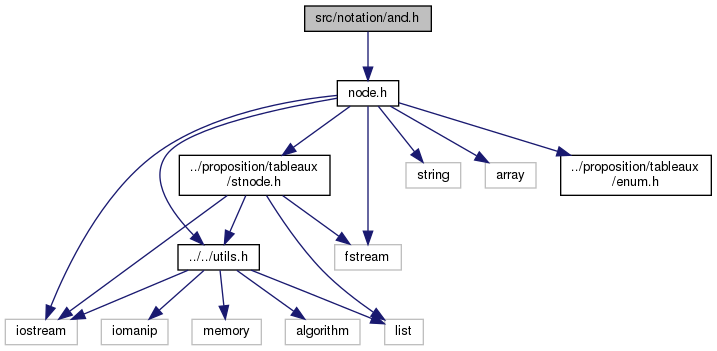 src/notation/and.h
node.h
../proposition/tableaux
/stnode.h
string
array
../proposition/tableaux
/enum.h
../../utils.h
fstream
iostream
iomanip
memory
algorithm
list